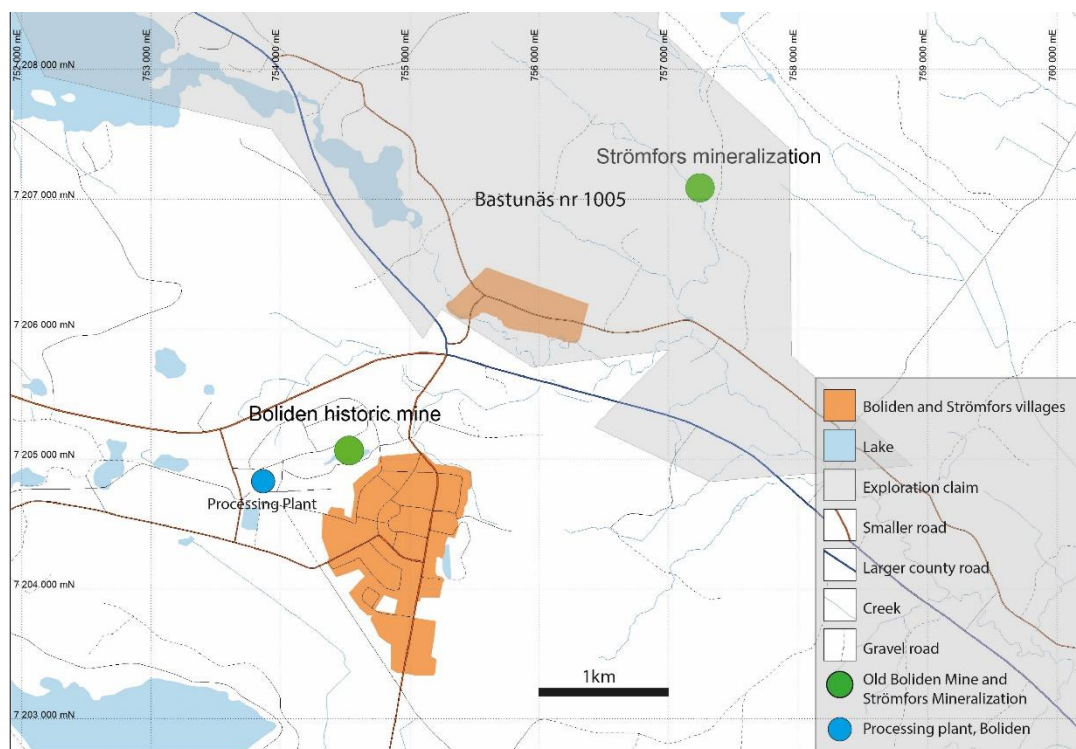 752 000 mE
753 000 mE
754 000 mE
755 000 mE
756 000 mE
757 000 mE
758 000 mE
759 000 mE
760 000 mE
7 208 000 mN
Strömfors mineralization
7 207 000 mN
Bastunäs nr 1005
7 206 000 mN
Boliden historic mine
7 205 000 mN
Processing Plant
7 204 000 mN
1km
7 203 000 mN
Boliden and Strömfors villages
Lake
Exploration claim
Smaller road
Larger county road
Creek
Gravel road
Old Boliden Mine and
Strömfors Mineralization
Processing plant, Boliden